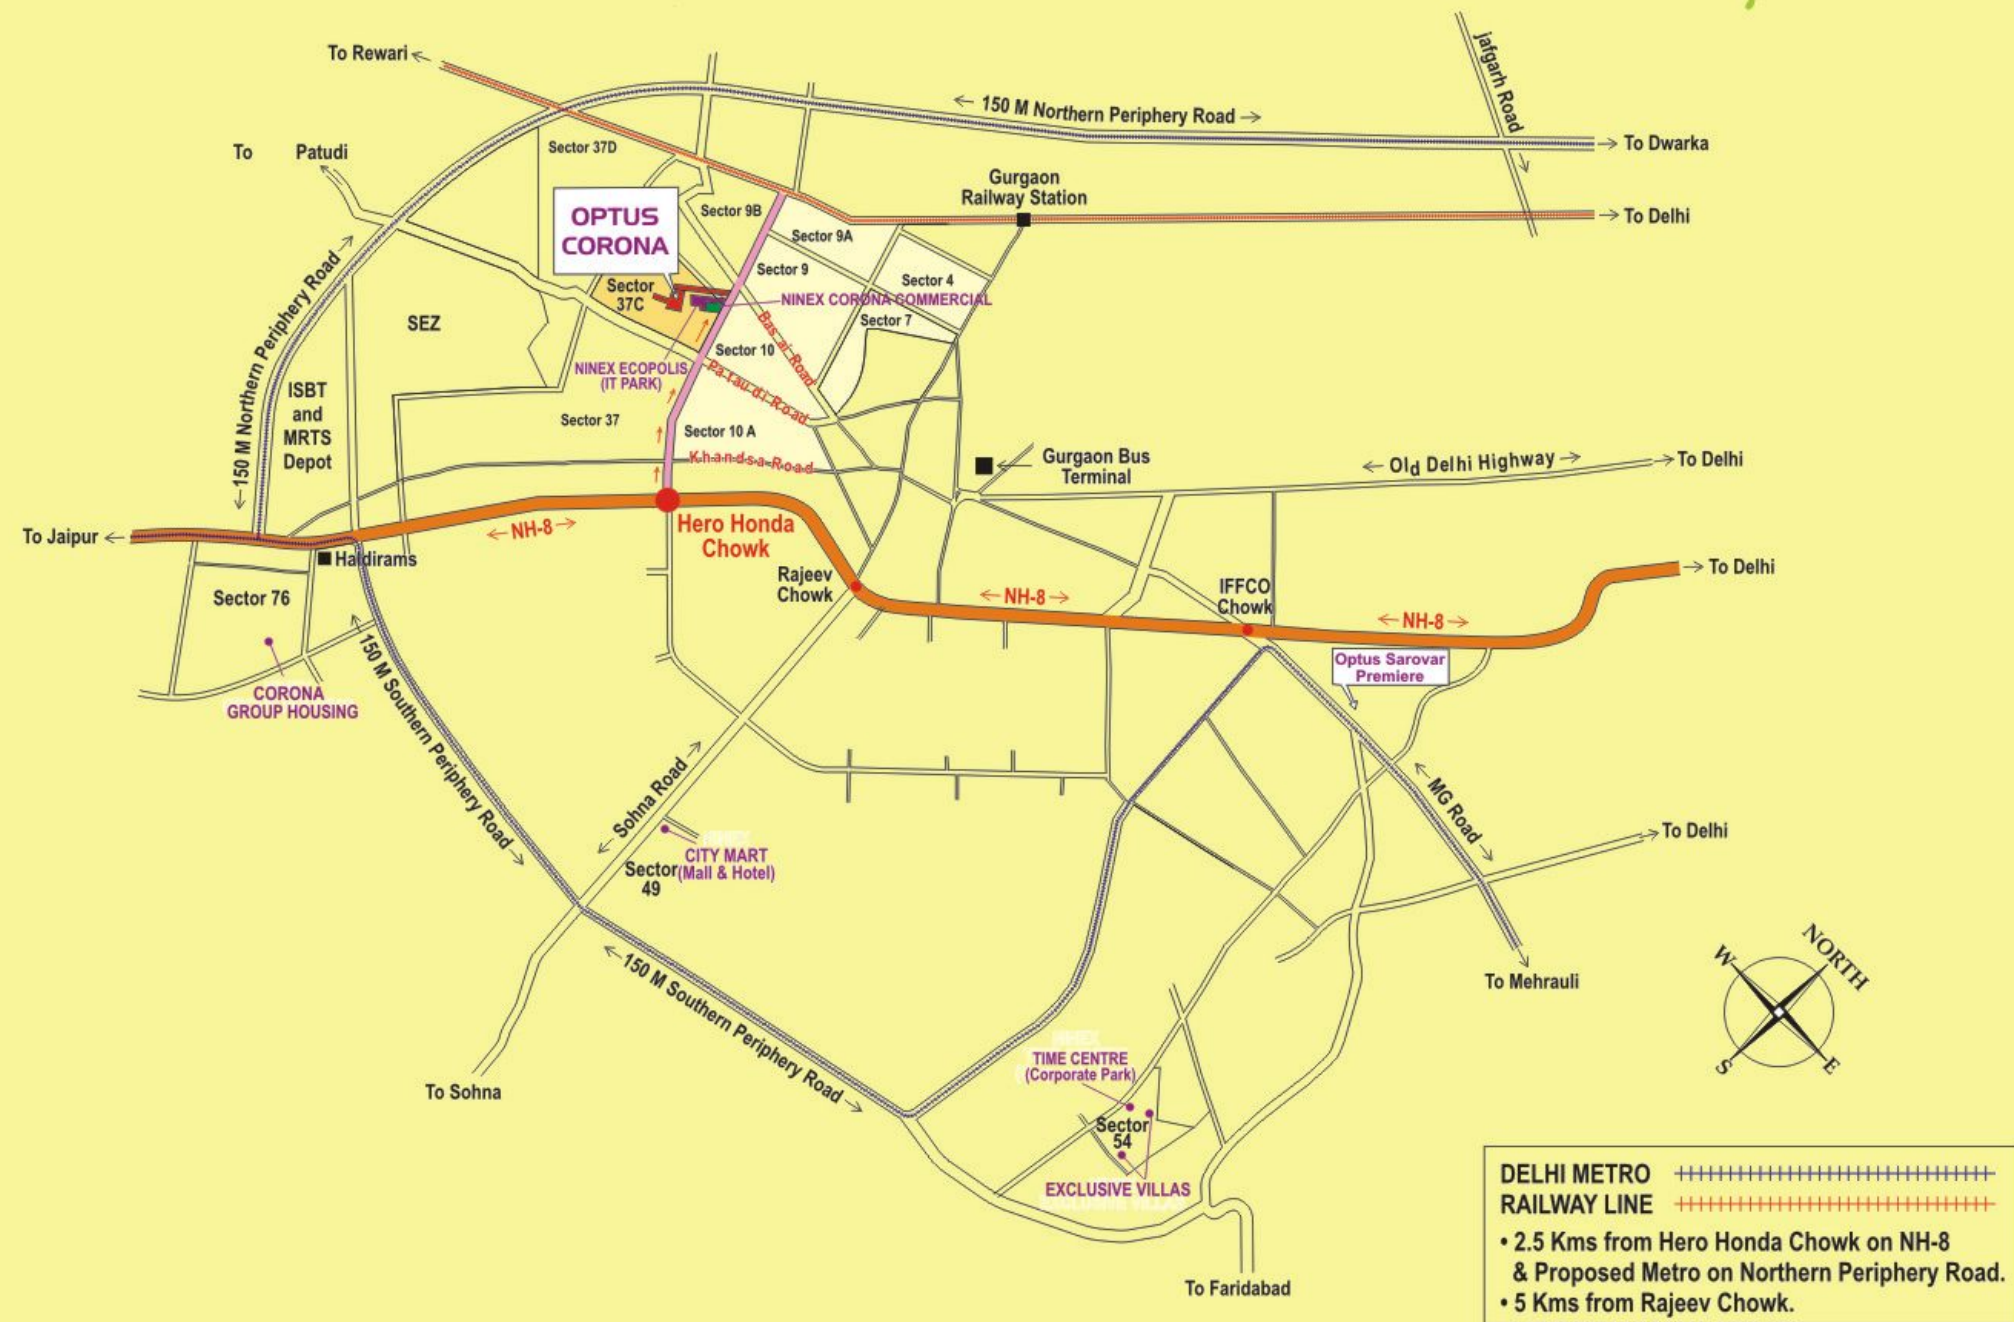 To Rewari
jafgarh Road
150 M Northern Periphery Road
To Dwarka
To Patudi
Sector 37D
Gurgaon
Railway Station
To Delhi
OPTUS
CORONA
Sector 9B
Sector 9A
Sector 9
Sector 4
Sector
37C
NINEX CORONA COMMERCIAL
Sector 7
150 M Northern Periphery Road
SEZ
Basai Road
Sector 10
NINEX ECOPOLIS
(IT PARK)
Pataudi Road
ISBT
and
MRTS
Depot
Sector 37
Sector 10 A
Khandsa Road
Gurgaon Bus
Terminal
Old Delhi Highway
To Delhi
To Jaipur
NH-8
Hero Honda
Chowk
Haldirams
Rajeev
Chowk
NH-8
IFFCO
Chowk
NH-8
To Delhi
Sector 76
Optus Sarovar
Premiere
CORONA
GROUP HOUSING
150 M Southern Periphery Road
Sohna Road
MG Road
To Delhi
CITY MART
(Mall & Hotel)
Sector
49
150 M Southern Periphery Road
To Mehrauli
W
NORTH
S
E
To Sohna
TIME CENTRE
(Corporate Park)
Sector
54
EXCLUSIVE VILLAS
To Faridabad
DELHI METRO
RAILWAY LINE
• 2.5 Kms from Hero Honda Chowk on NH-8
& Proposed Metro on Northern Periphery Road.
• 5 Kms from Rajeev Chowk.